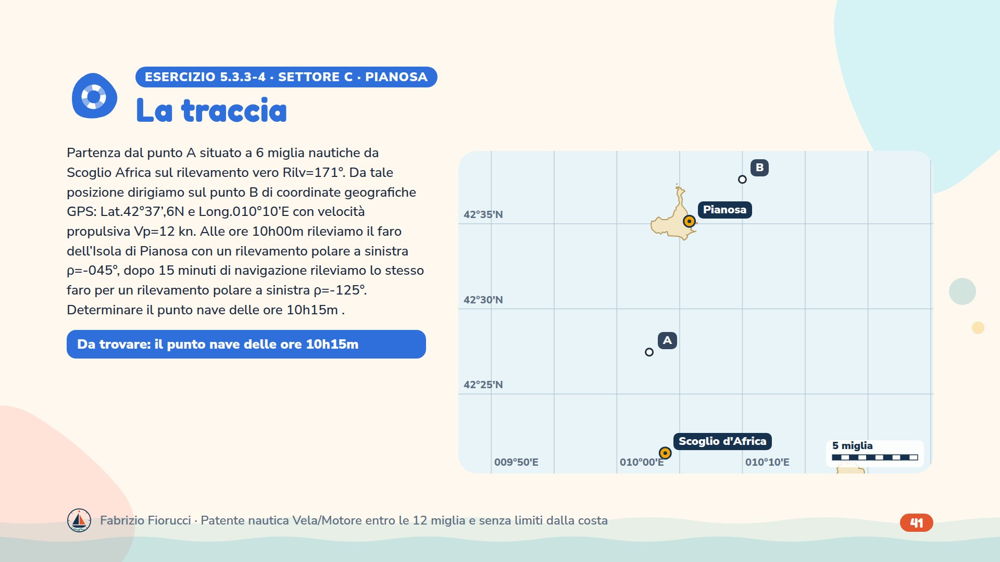 ESERCIZIO 5.3.3-4 · SETTORE C · PIANOSA
La traccia
Partenza dal punto A situato a 6 miglia nautiche da
Scoglio Africa sul rilevamento vero Rilv=171°. Da tale
posizione dirigiamo sul punto B di coordinate geografiche
GPS: Lat.42°37’,6N e Long.010°10’E con velocità
propulsiva Vp=12 kn. Alle ore 10h00m rileviamo il faro
dell’Isola di Pianosa con un rilevamento polare a sinistra
ρ=-045°, dopo 15 minuti di navigazione rileviamo lo stesso
faro per un rilevamento polare a sinistra ρ=-125°.
Determinare il punto nave delle ore 10h15m .
Da trovare: il punto nave delle ore 10h15m
B
Pianosa
42°35'N
42°30'N
A
42°25'N
Scoglio d'Africa
5 miglia
009°50'E
010°00'E
010°10'E
Fabrizio Fiorucci · Patente nautica Vela/Motore entro le 12 miglia e senza limiti dalla costa
41